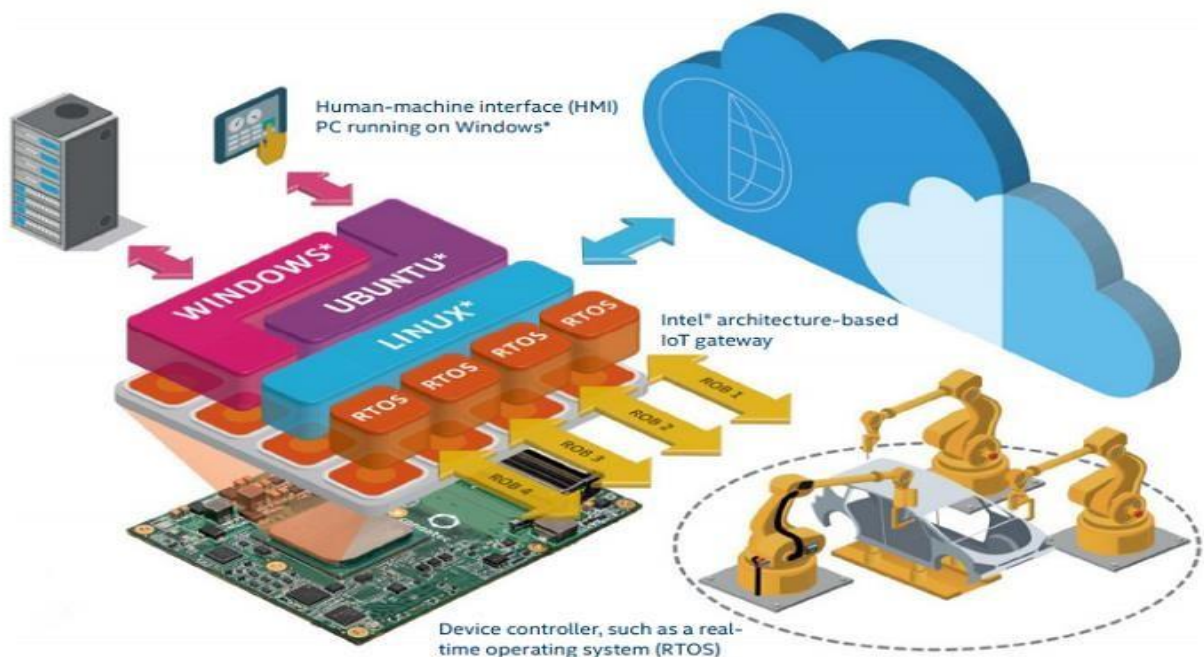 Human-machine interface (HMI)
PC running on Windows*
WINDOWS*
UBUNTU*
LINUX*
RTOS
RTOS
RTOS
RTOS
Intel® architecture-based
IoT gateway
ROB 1
ROB 2
ROB 3
ROB 4
Device controller, such as a real-
time operating system (RTOS)